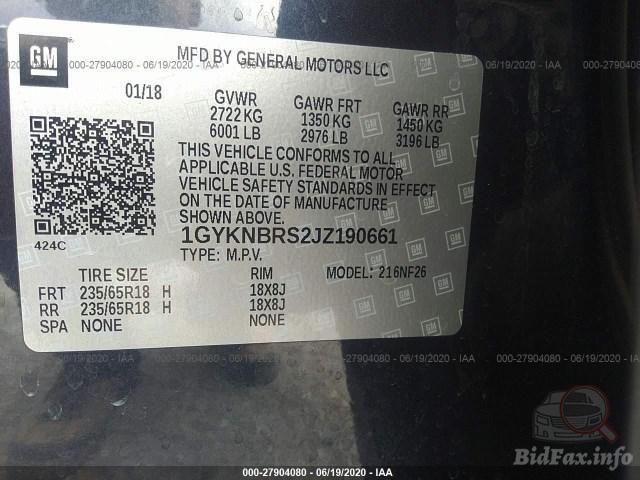 GM
MFD BY GENERAL MOTORS LLC
01/18
GVWR GAWR FRT GAWR RR
2722 KG 1350 KG 1450 KG
6001 LB 2976 LB 3196 LB
THIS VEHICLE CONFORMS TO ALL
APPLICABLE U.S. FEDERAL MOTOR
VEHICLE SAFETY STANDARDS IN EFFECT
ON THE DATE OF MANUFACTURE
SHOWN ABOVE.
424C
1GYKNBRS2JZ190661
TYPE: M.P.V.
TIRE SIZE RIM MODEL: 216NF26
FRT 235/65R18 H 18X8J
RR 235/65R18 H 18X8J
SPA NONE NONE
000-27904080 - 06/19/2020 - IAA
BidFax.info